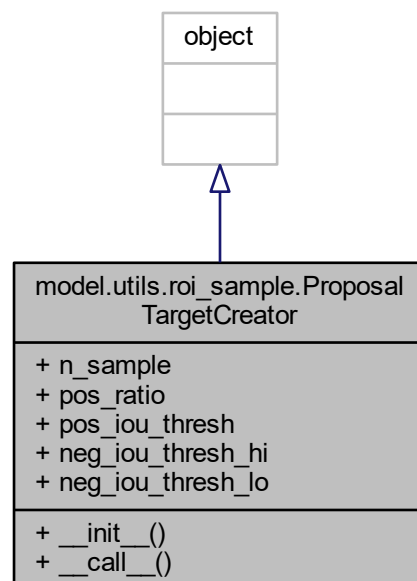 object
model.utils.roi_sample.Proposal
TargetCreator
+ n_sample
+ pos_ratio
+ pos_iou_thresh
+ neg_iou_thresh_hi
+ neg_iou_thresh_lo
+ __init__()
+ __call__()